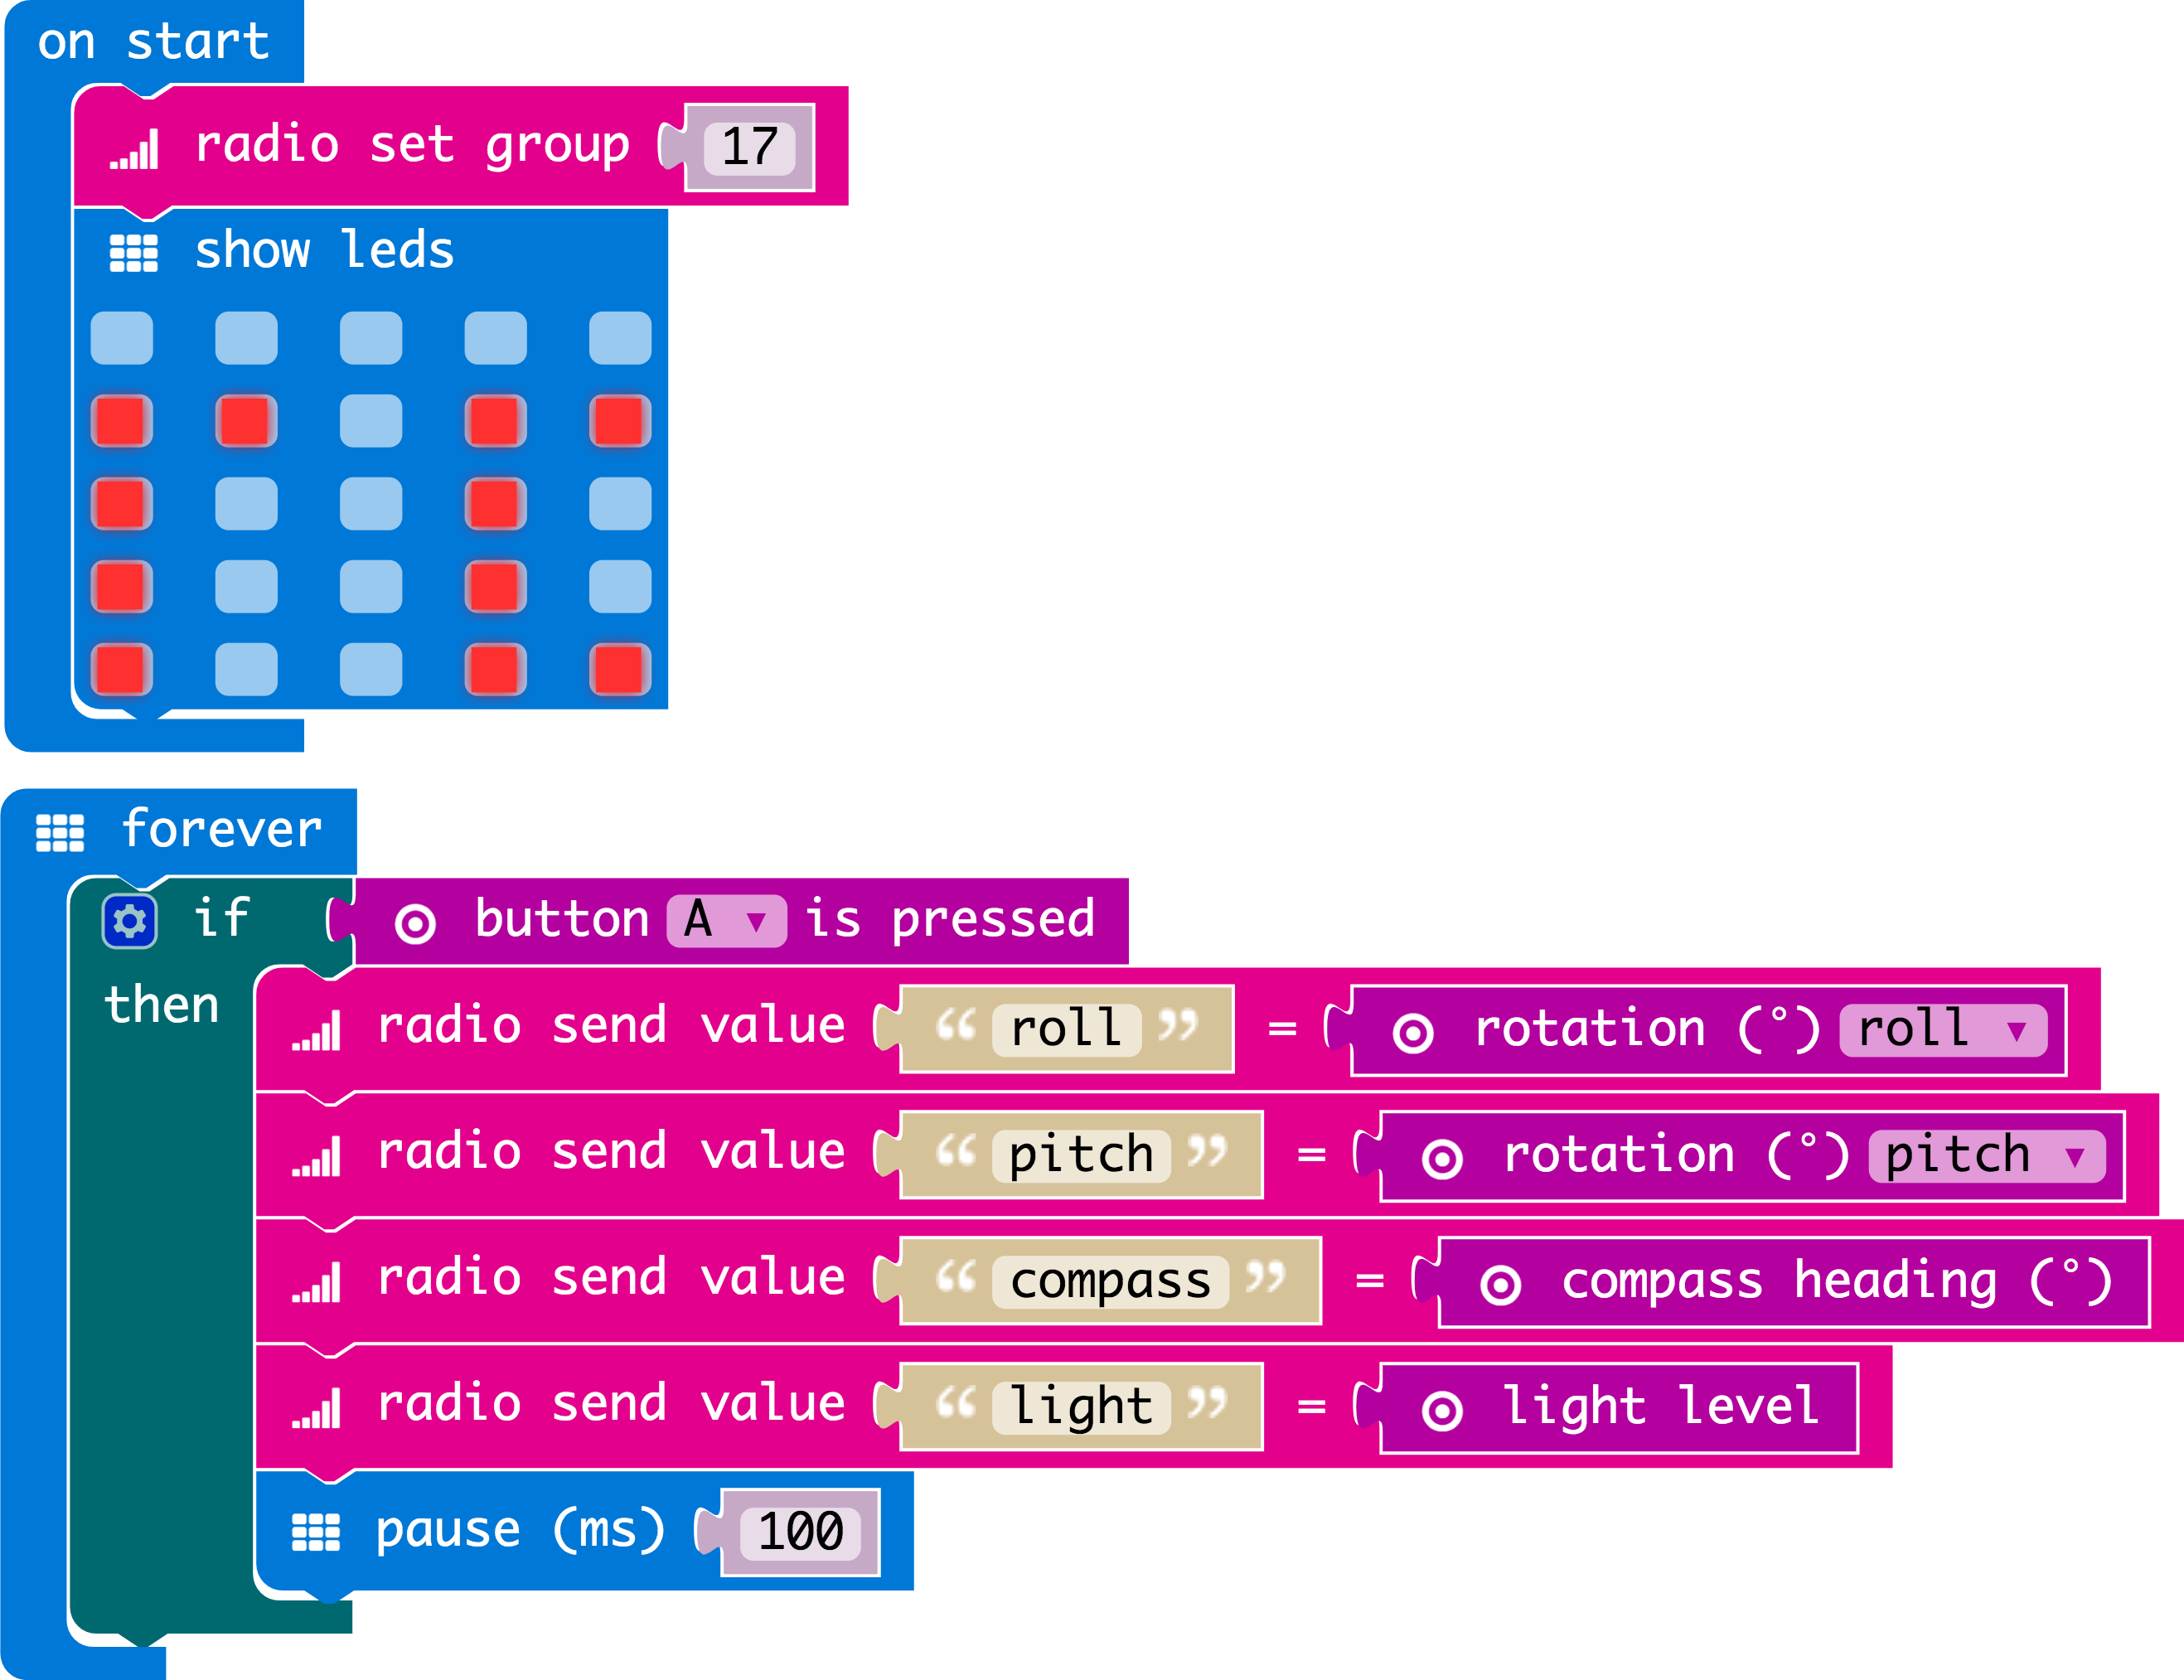 on start
radio set group 17
show leds
forever
if button A ▼ is pressed
then radio send value “ roll ” = rotation (°) roll ▼
radio send value “ pitch ” = rotation (°) pitch ▼
radio send value “ compass ” = compass heading (°)
radio send value “ light ” = light level
pause (ms) 100